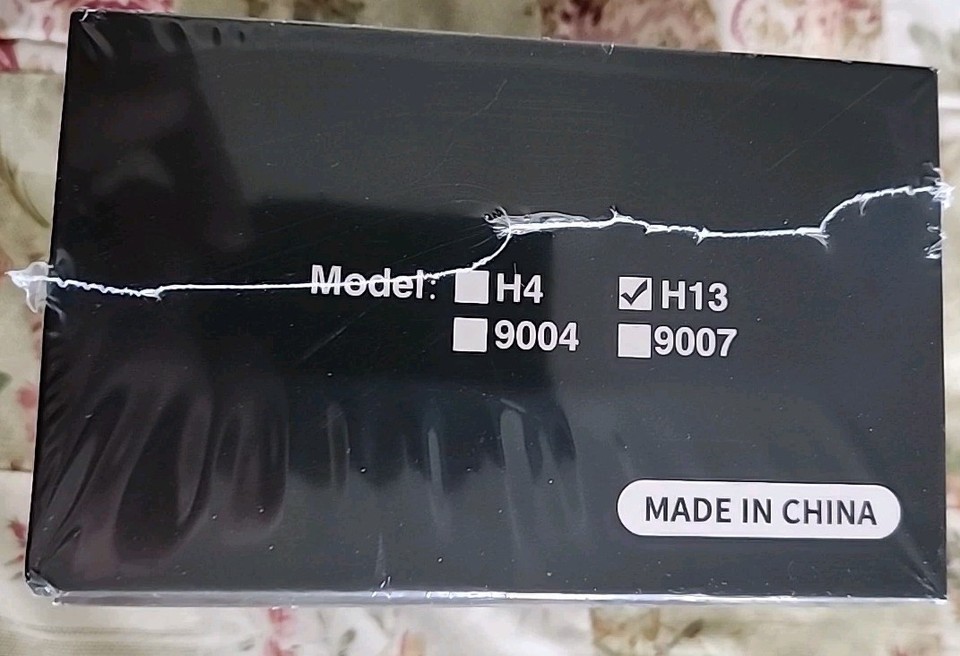 Model: ☐ H4 ☑ H13
☐ 9004 ☐ 9007
MADE IN CHINA